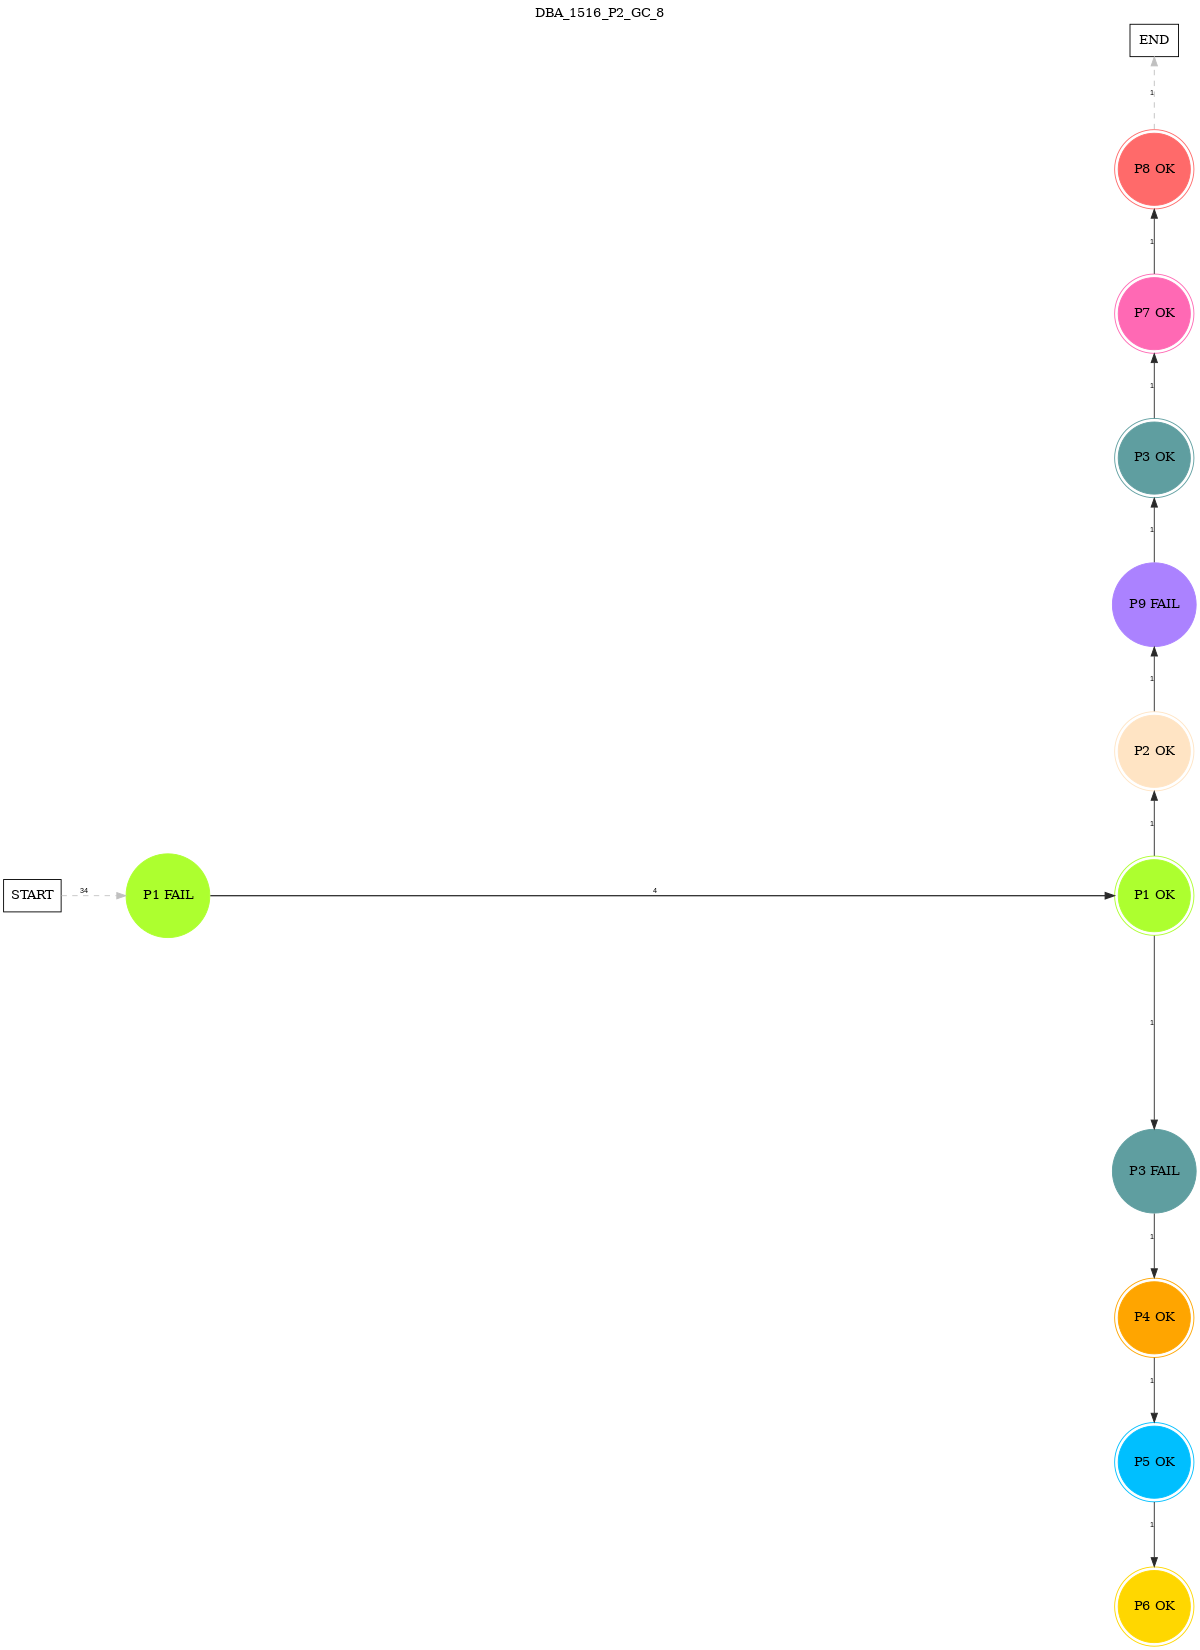 DBA_1516_P2_GC_8
END
1
P8 OK
1
P7 OK
1
P3 OK
1
P9 FAIL
1
P2 OK
1
START
34
P1 FAIL
4
P1 OK
1
P3 FAIL
1
P4 OK
1
P5 OK
1
P6 OK